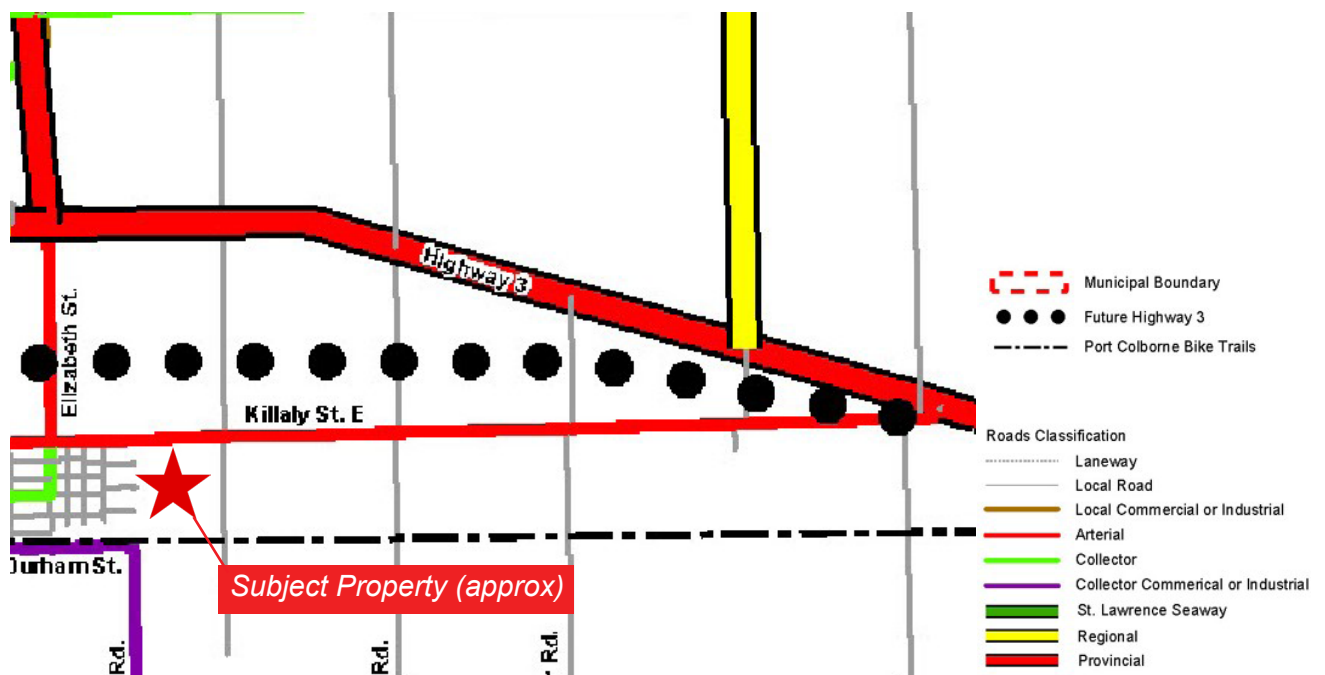 Highway 3
Elizabeth St.
Killaly St. E
Subject Property (approx)
Durham St.
Rd.
Rd.
Rd.
Municipal Boundary
Future Highway 3
Port Colborne Bike Trails
Roads Classification
Laneway
Local Road
Local Commercial or Industrial
Arterial
Collector
Collector Commerical or Industrial
St. Lawrence Seaway
Regional
Provincial